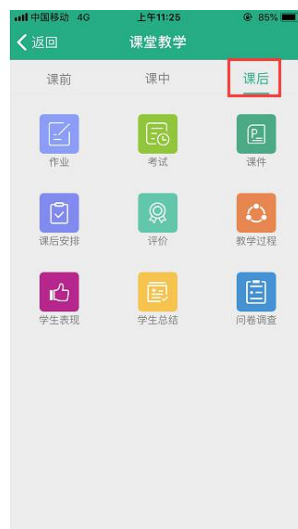 中国移动 4G 上午11:25 85%
返回 课堂教学
课前 课中 课后
作业 考试 课件
课后安排 评价 教学过程
学生表现 学生总结 问卷调查